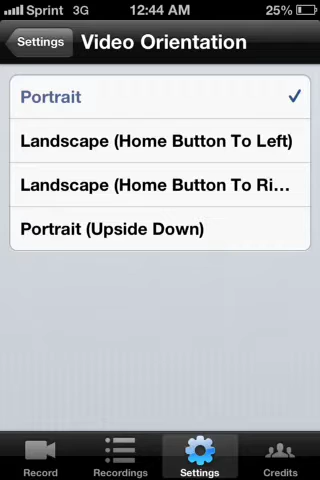 Sprint 3G 12:44 AM 25%
Settings Video Orientation
Portrait
Landscape (Home Button To Left)
Landscape (Home Button To Ri...
Portrait (Upside Down)
Record Recordings Settings Credits